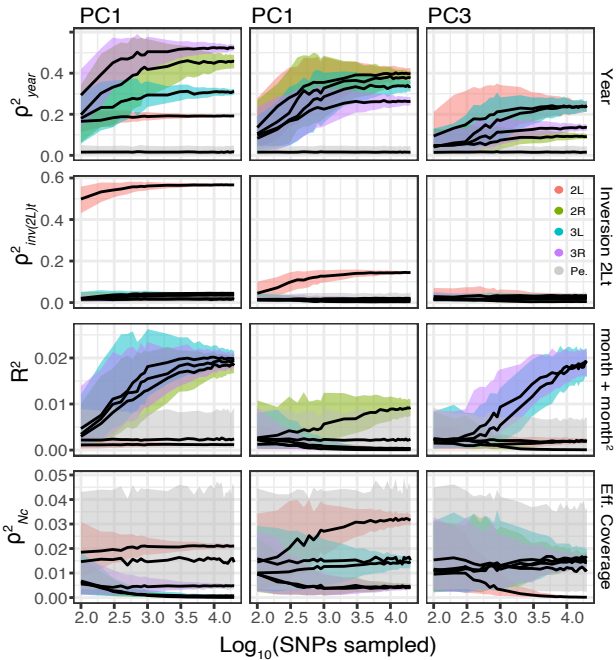 PC1 PC1 PC3
ρ²year
0.4
0.2
0.0
Year
ρ²inv(2L)t
0.6
0.4
0.2
0.0
2L
2R
3L
3R
Pe.
Inversion 2Lt
R²
0.02
0.01
0.00
month + month²
ρ²Nc
0.05
0.04
0.03
0.02
0.01
0.00
Eff. Coverage
2.0 2.5 3.0 3.5 4.0 2.0 2.5 3.0 3.5 4.0 2.0 2.5 3.0 3.5 4.0
Log₁₀(SNPs sampled)